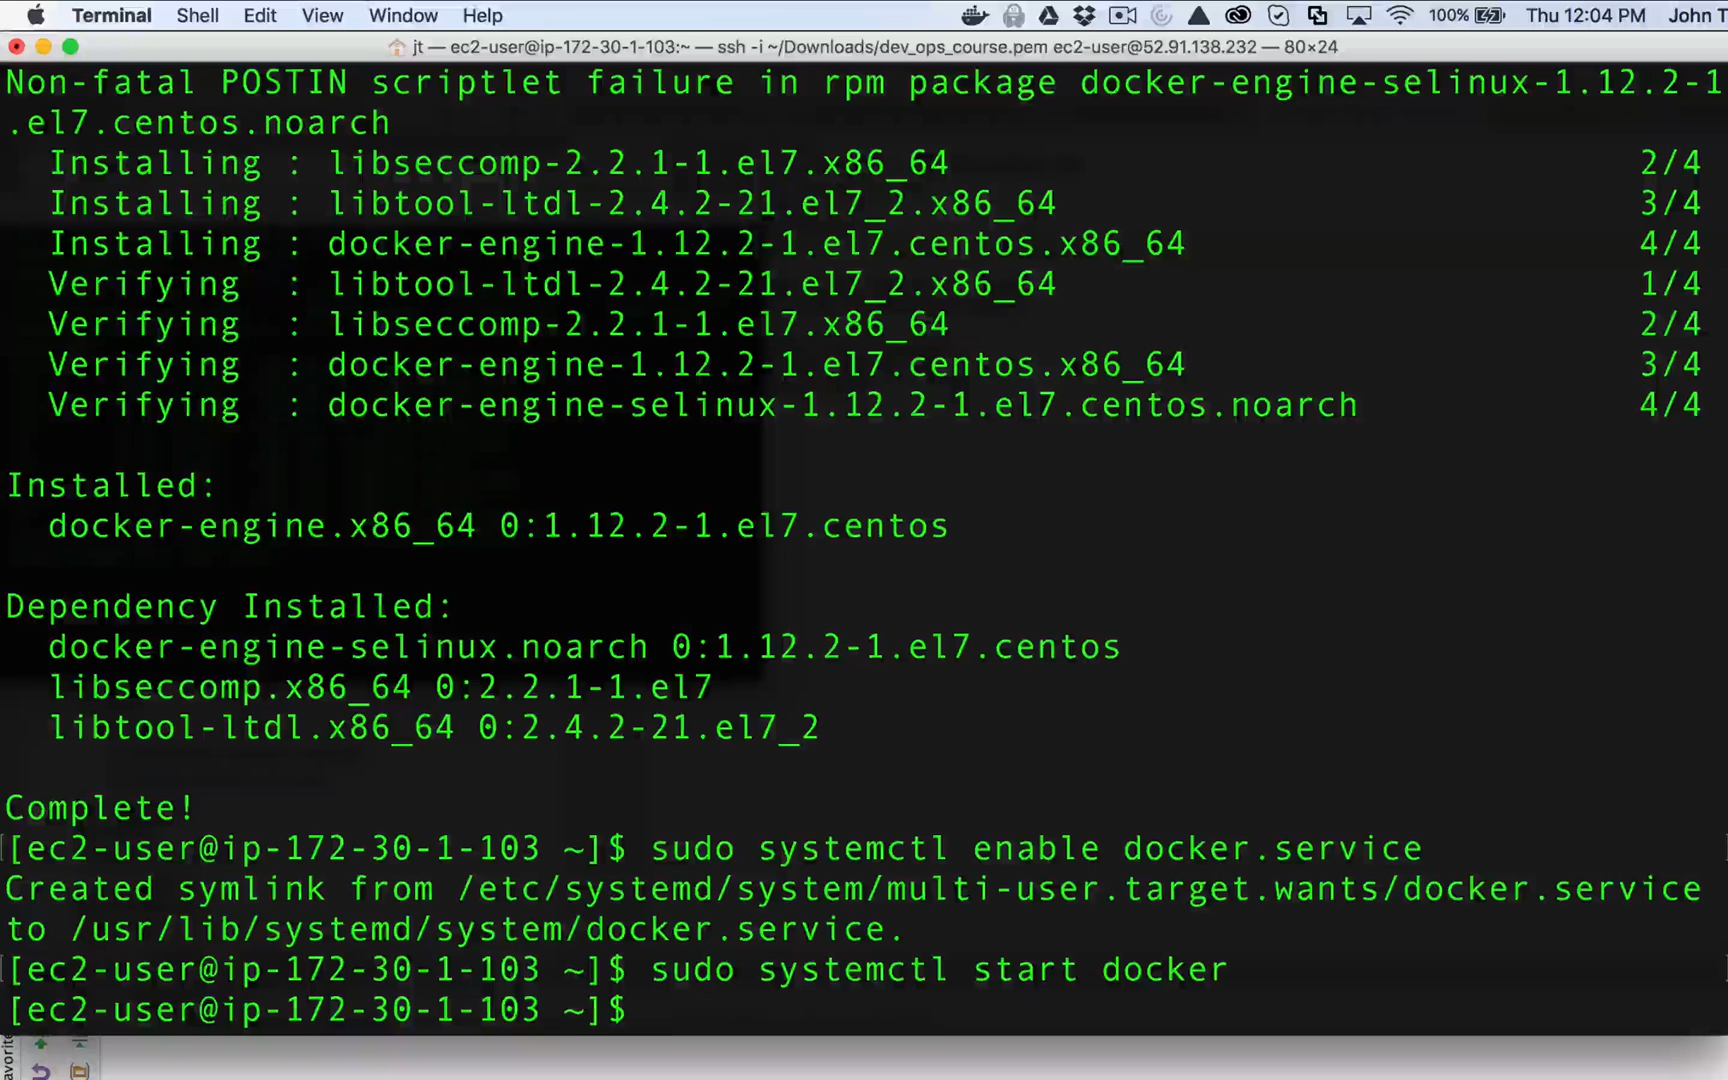 Terminal Shell Edit View Window Help 100% Thu 12:04 PM John T
jt — ec2-user@ip-172-30-1-103:~ — ssh -i ~/Downloads/dev_ops_course.pem ec2-user@52.91.138.232 — 80×24
Non-fatal POSTIN scriptlet failure in rpm package docker-engine-selinux-1.12.2-1
.el7.centos.noarch
Installing : libseccomp-2.2.1-1.el7.x86_64 2/4
Installing : libtool-ltdl-2.4.2-21.el7_2.x86_64 3/4
Installing : docker-engine-1.12.2-1.el7.centos.x86_64 4/4
Verifying : libtool-ltdl-2.4.2-21.el7_2.x86_64 1/4
Verifying : libseccomp-2.2.1-1.el7.x86_64 2/4
Verifying : docker-engine-1.12.2-1.el7.centos.x86_64 3/4
Verifying : docker-engine-selinux-1.12.2-1.el7.centos.noarch 4/4
Installed:
docker-engine.x86_64 0:1.12.2-1.el7.centos
Dependency Installed:
docker-engine-selinux.noarch 0:1.12.2-1.el7.centos
libseccomp.x86_64 0:2.2.1-1.el7
libtool-ltdl.x86_64 0:2.4.2-21.el7_2
Complete!
[ec2-user@ip-172-30-1-103 ~]$ sudo systemctl enable docker.service
Created symlink from /etc/systemd/system/multi-user.target.wants/docker.service
to /usr/lib/systemd/system/docker.service.
[ec2-user@ip-172-30-1-103 ~]$ sudo systemctl start docker
[ec2-user@ip-172-30-1-103 ~]$